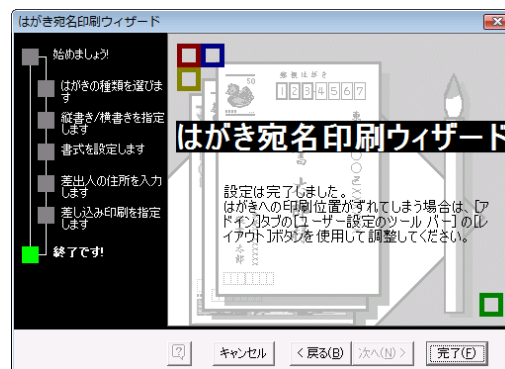 はがき宛名印刷ウィザード
始めましょう!
はがきの種類を選びま
す
縦書き/横書きを指定
します
書式を設定します
差出人の住所を入力
します
差し込み印刷を指定
します
終了です!
50
郵便はがき
1234567
はがき宛名印刷ウィザード
設定は完了しました。
はがきへの印刷位置がずれてしまう場合は、[ア
ドイン]タブの[ユーザー設定のツール バー] の[レ
イアウト]ボタンを使用して調整してください。
キャンセル
< 戻る(B)
次へ(N) >
完了(F)